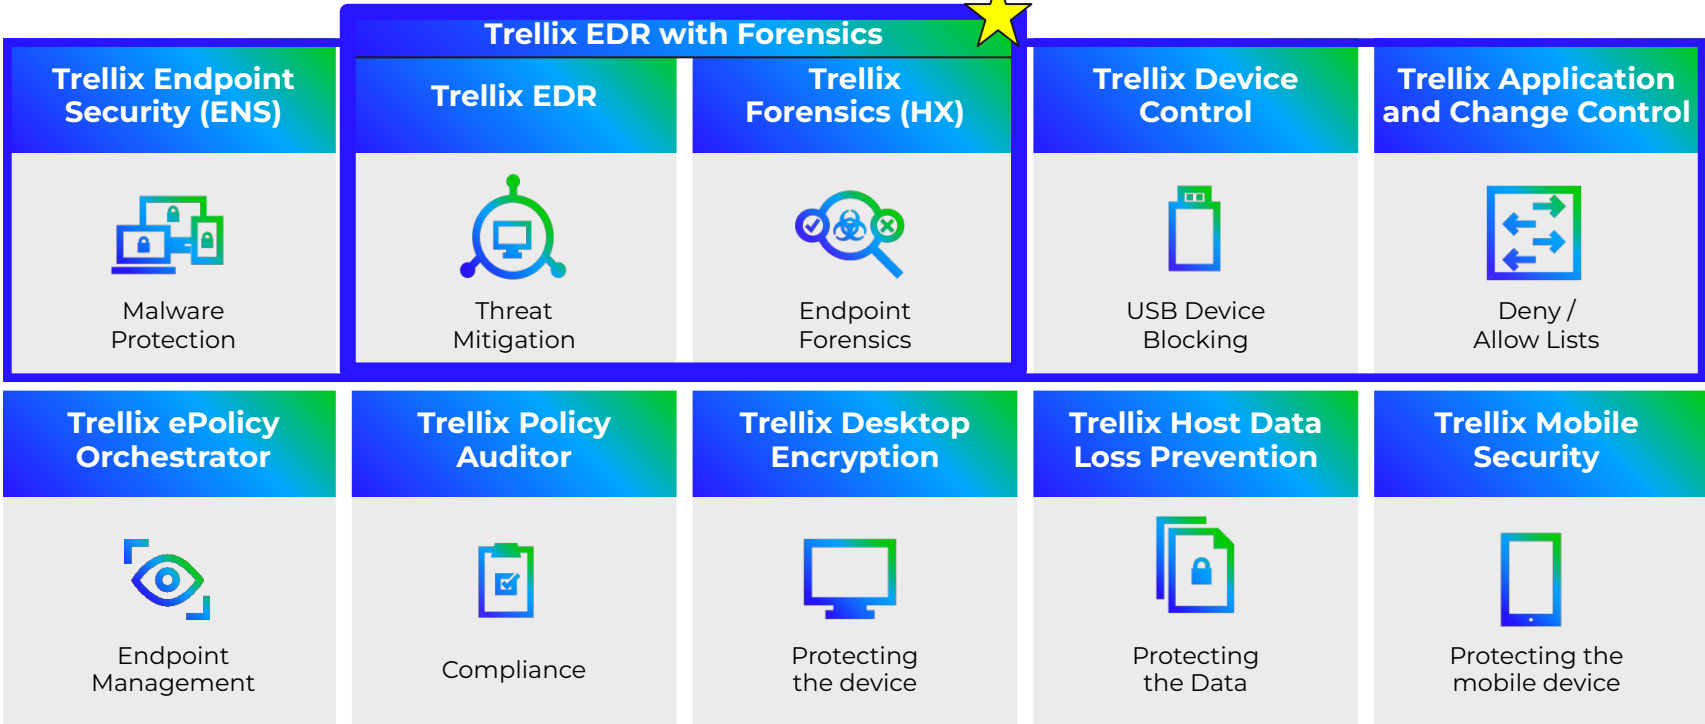 Trellix EDR with Forensics
Trellix Endpoint
Security (ENS)
Malware
Protection
Trellix EDR
Threat
Mitigation
Trellix
Forensics (HX)
Endpoint
Forensics
Trellix Device
Control
USB Device
Blocking
Trellix Application
and Change Control
Deny /
Allow Lists
Trellix ePolicy
Orchestrator
Endpoint
Management
Trellix Policy
Auditor
Compliance
Trellix Desktop
Encryption
Protecting
the device
Trellix Host Data
Loss Prevention
Protecting
the Data
Trellix Mobile
Security
Protecting the
mobile device